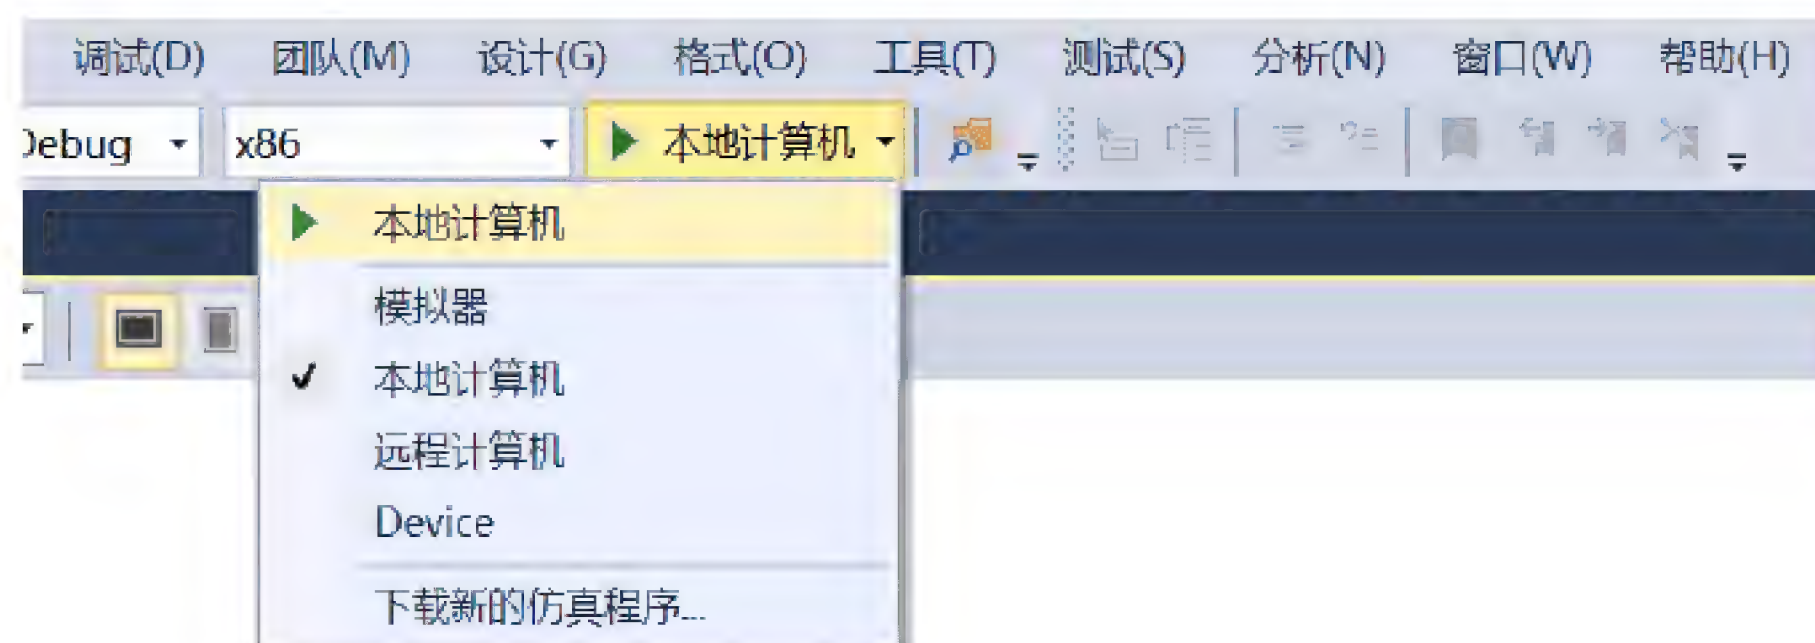 调试(D) 团队(M) 设计(G) 格式(O) 工具(T) 测试(S) 分析(N) 窗口(W) 帮助(H)
Debug x86 本地计算机
本地计算机
模拟器
本地计算机
远程计算机
Device
下载新的仿真程序...